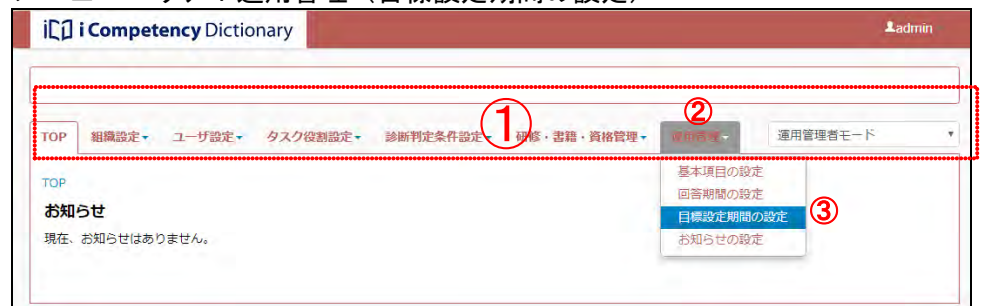 i Competency Dictionary
admin
①
②
TOP 組織設定 ユーザ設定 タスク役割設定 診断判定条件設定 研修・書籍・資格管理 運用管理 運用管理者モード
基本項目の設定
回答期間の設定
目標設定期間の設定 ③
お知らせの設定
TOP
お知らせ
現在、お知らせはありません。